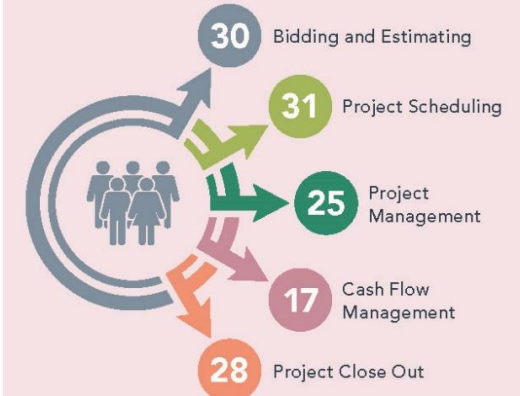 30 Bidding and Estimating
31 Project Scheduling
25 Project
Management
17 Cash Flow
Management
28 Project Close Out